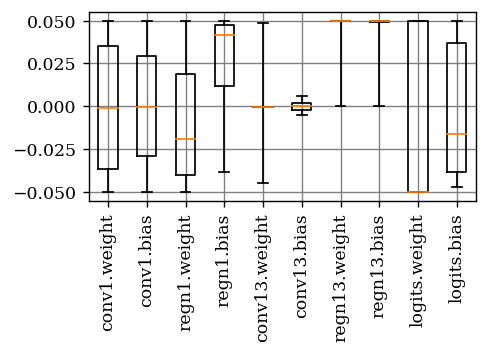 0.050
0.025
0.000
−0.025
−0.050
conv1.weight
conv1.bias
regn1.weight
regn1.bias
conv13.weight
conv13.bias
regn13.weight
regn13.bias
logits.weight
logits.bias